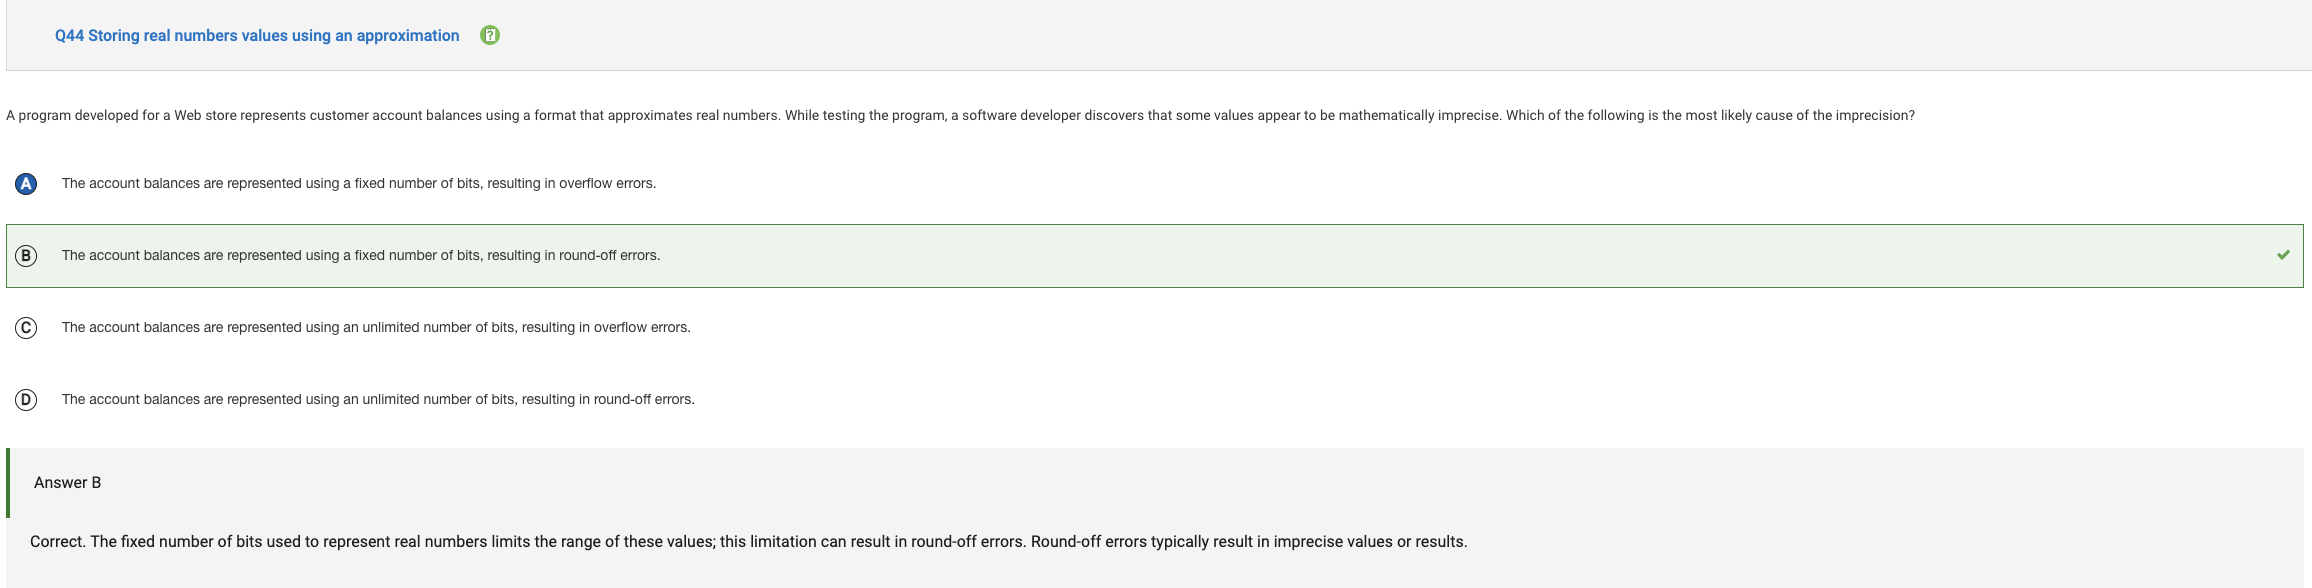 Q44 Storing real numbers values using an approximation ?
A program developed for a Web store represents customer account balances using a format that approximates real numbers. While testing the program, a software developer discovers that some values appear to be mathematically imprecise. Which of the following is the most likely cause of the imprecision?
A The account balances are represented using a fixed number of bits, resulting in overflow errors.
B The account balances are represented using a fixed number of bits, resulting in round-off errors.
C The account balances are represented using an unlimited number of bits, resulting in overflow errors.
D The account balances are represented using an unlimited number of bits, resulting in round-off errors.
Answer B
Correct. The fixed number of bits used to represent real numbers limits the range of these values; this limitation can result in round-off errors. Round-off errors typically result in imprecise values or results.